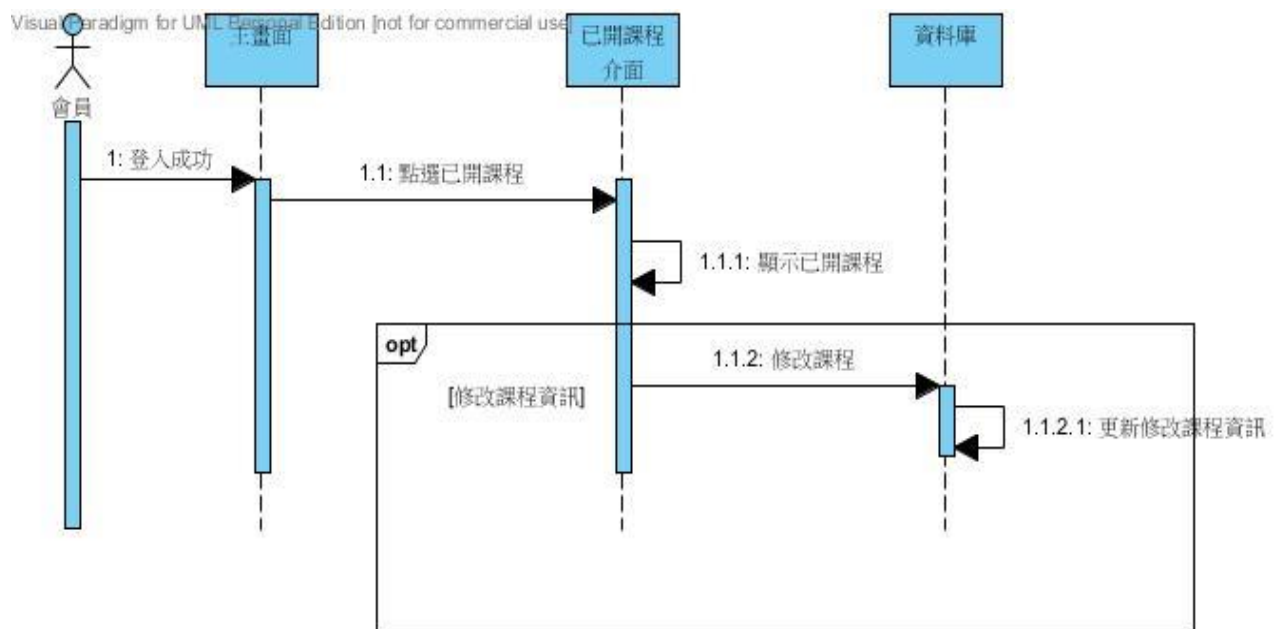 Visual Paradigm for UML Personal Edition [not for commercial use]
主畫面
已開課程
介面
資料庫
會員
1: 登入成功
1.1: 點選已開課程
1.1.1: 顯示已開課程
opt
1.1.2: 修改課程
[修改課程資訊]
1.1.2.1: 更新修改課程資訊